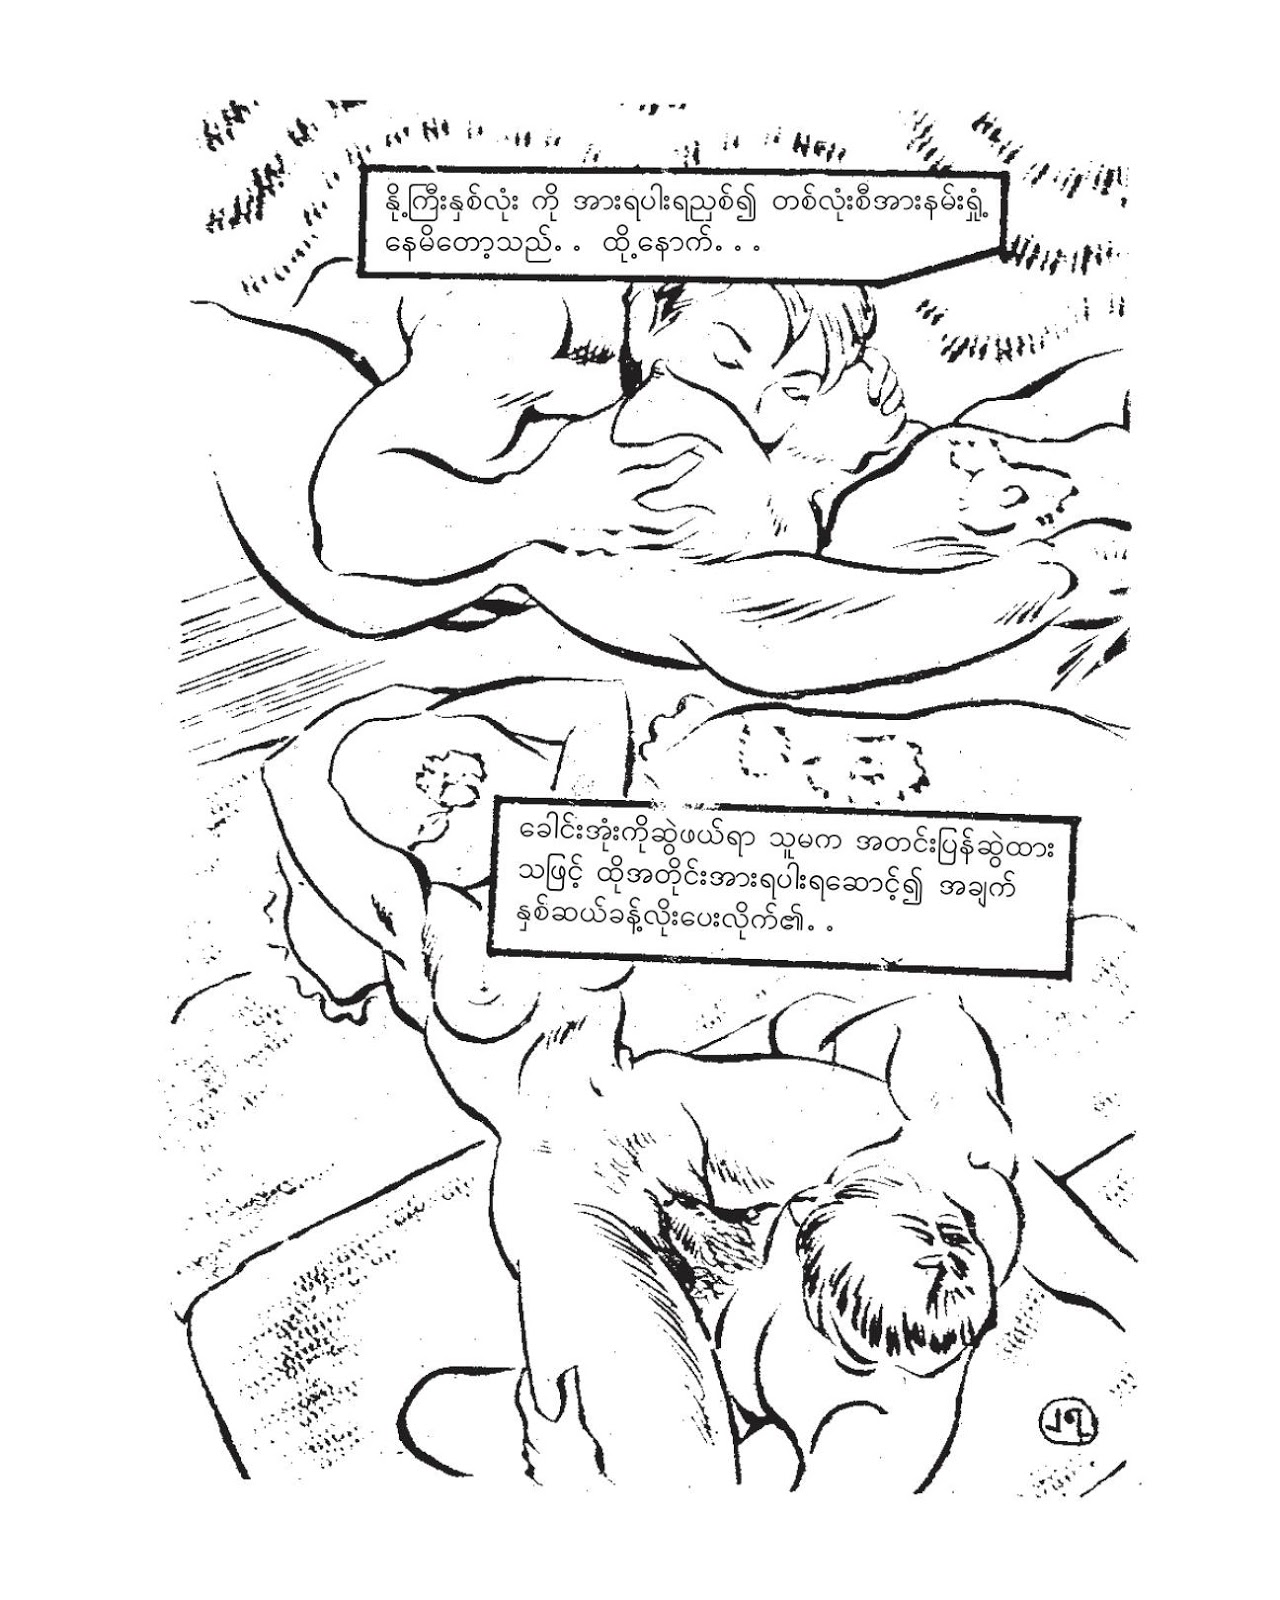 နို့ကြီးနှစ်လုံး ကို အားရပါးရညှစ်၍ တစ်လုံးစီအားနမ်းရှုံ့
နေမိတော့သည်. . ထို့နောက်. . .
ခေါင်းအုံးကိုဆွဲဖယ်ရာ သူမက အတင်းပြန်ဆွဲထား
သဖြင့် ထိုအတိုင်းအားရပါးရဆောင့်၍ အချက်
နှစ်ဆယ်ခန့်လိုးပေးလိုက်၏. .
၂၇